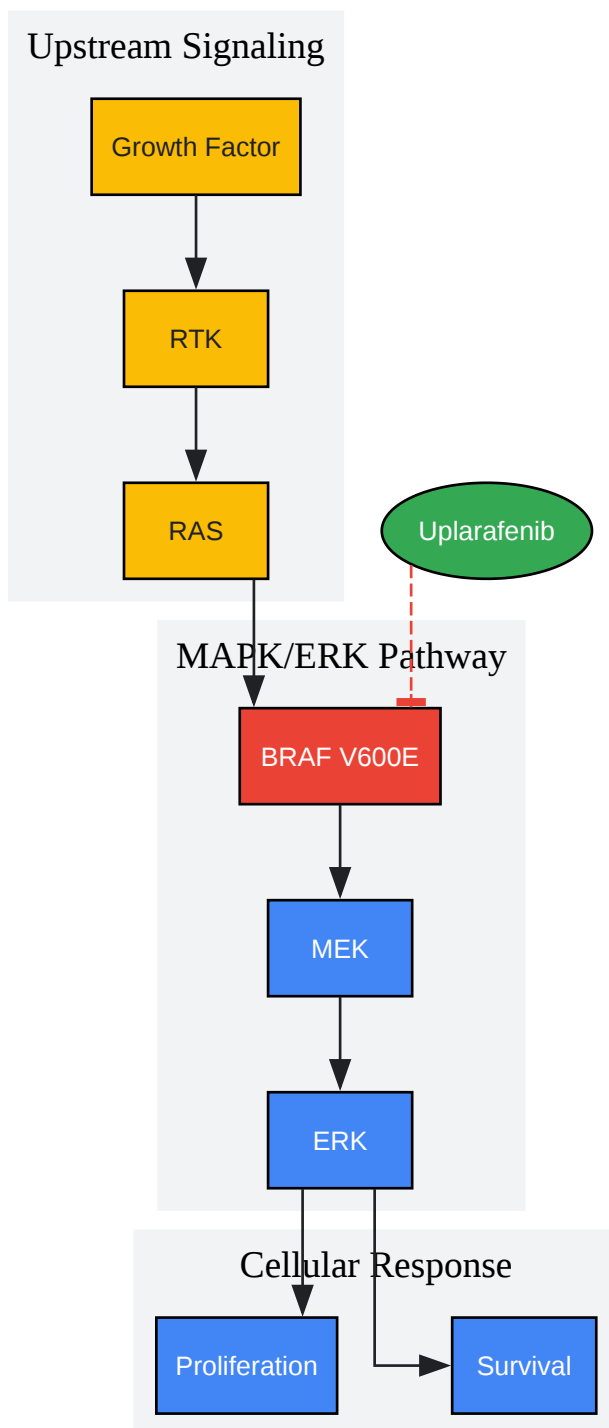 Upstream Signaling
Growth Factor
RTK
RAS
Uplarafenib
MAPK/ERK Pathway
BRAF V600E
MEK
ERK
Cellular Response
Proliferation
Survival